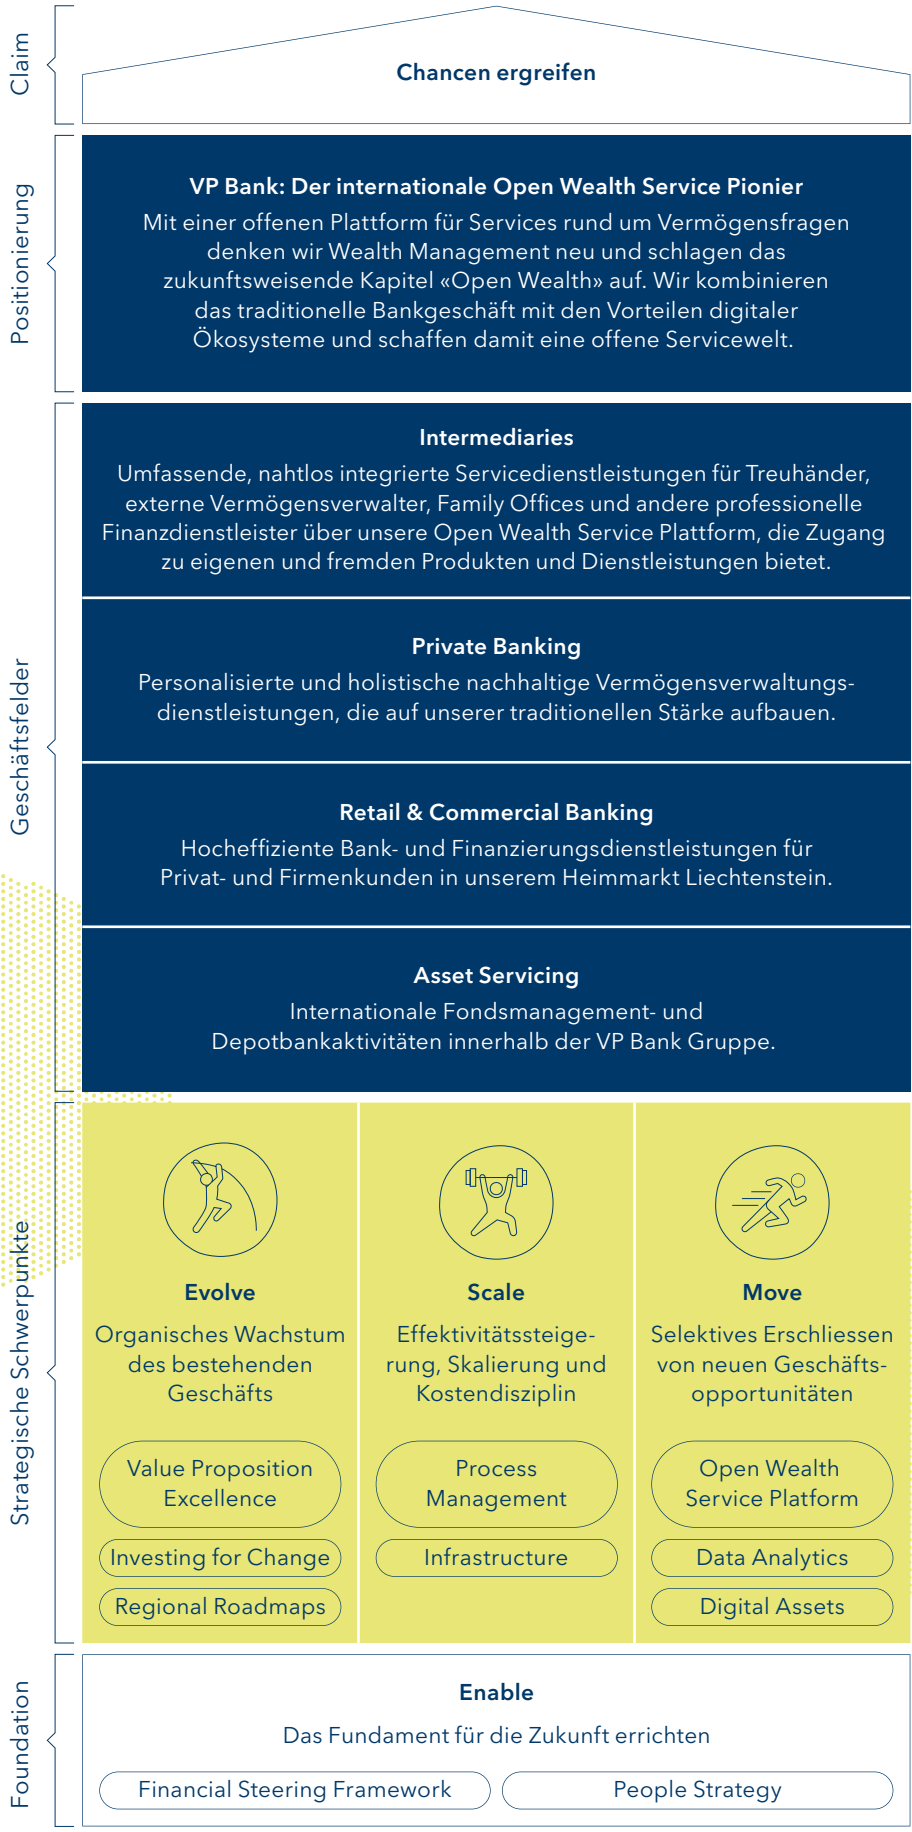 Claim
Chancen ergreifen
Positionierung
VP Bank: Der internationale Open Wealth Service Pionier
Mit einer offenen Plattform für Services rund um Vermögensfragen
denken wir Wealth Management neu und schlagen das
zukunftsweisende Kapitel «Open Wealth» auf. Wir kombinieren
das traditionelle Bankgeschäft mit den Vorteilen digitaler
Ökosysteme und schaffen damit eine offene Servicewelt.
Geschäftsfelder
Intermediaries
Umfassende, nahtlos integrierte Servicedienstleistungen für Treuhänder,
externe Vermögensverwalter, Family Offices und andere professionelle
Finanzdienstleister über unsere Open Wealth Service Plattform, die Zugang
zu eigenen und fremden Produkten und Dienstleistungen bietet.
Private Banking
Personalisierte und holistische nachhaltige Vermögensverwaltungs-
dienstleistungen, die auf unserer traditionellen Stärke aufbauen.
Retail & Commercial Banking
Hocheffiziente Bank- und Finanzierungsdienstleistungen für
Privat- und Firmenkunden in unserem Heimmarkt Liechtenstein.
Asset Servicing
Internationale Fondsmanagement- und
Depotbankaktivitäten innerhalb der VP Bank Gruppe.
Strategische Schwerpunkte
Evolve
Organisches Wachstum
des bestehenden
Geschäfts
Value Proposition
Excellence
Investing for Change
Regional Roadmaps
Scale
Effektivitätssteige-
rung, Skalierung und
Kostendisziplin
Process
Management
Infrastructure
Move
Selektives Erschliessen
von neuen Geschäfts-
opportunitäten
Open Wealth
Service Platform
Data Analytics
Digital Assets
Foundation
Enable
Das Fundament für die Zukunft errichten
Financial Steering Framework
People Strategy